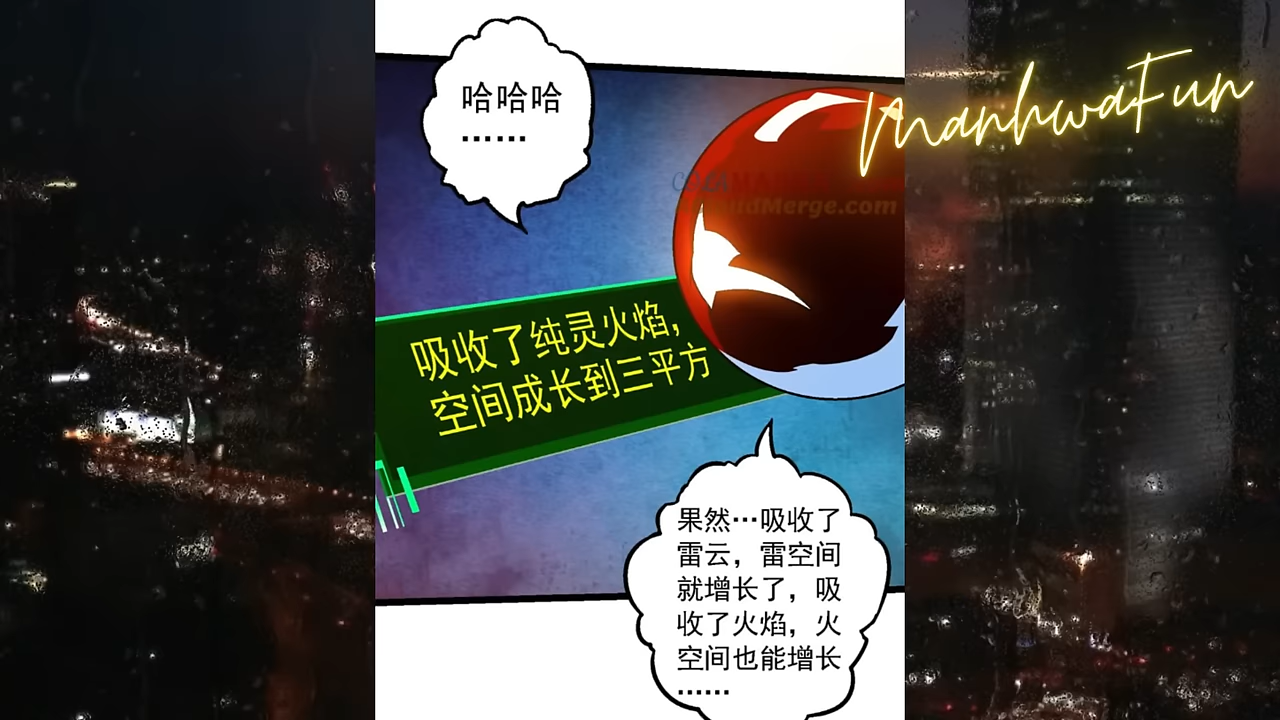 哈哈哈
……
ManhwaFun
吸收了纯灵火焰，
空间成长到三平方
果然…吸收了
雷云，雷空间
就增长了，吸
收了火焰，火
空间也能增长
……